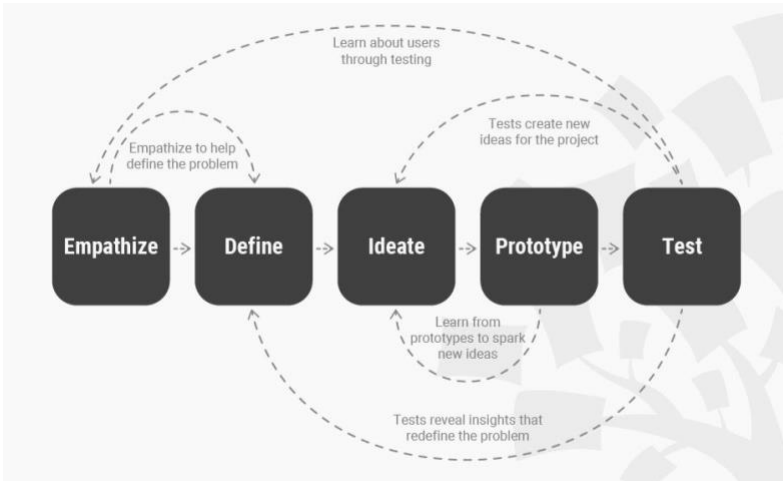 Learn about users
through testing
Empathize to help
define the problem
Tests create new
ideas for the project
Empathize
Define
Ideate
Prototype
Test
Learn from
prototypes to spark
new ideas
Tests reveal insights that
redefine the problem